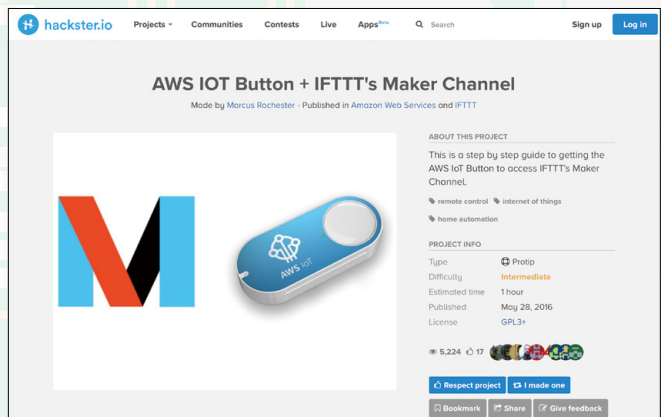 hackster.io Projects Communities Contests Live Apps Beta Search Sign up Log in
AWS IOT Button + IFTTT's Maker Channel
Made by Marcus Rochester - Published in Amazon Web Services and IFTTT
AWS IoT
ABOUT THIS PROJECT
This is a step by step guide to getting the
AWS IoT Button to access IFTTT's Maker
Channel.
remote control internet of things
home automation
PROJECT INFO
Type Protip
Difficulty Intermediate
Estimated time 1 hour
Published May 28, 2016
License GPL3+
5,224 17
Respect project I made one
Bookmark Share Give feedback